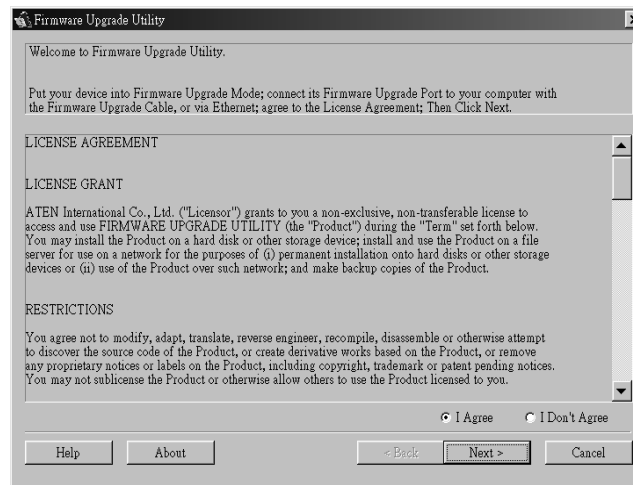 Firmware Upgrade Utility
Welcome to Firmware Upgrade Utility.
Put your device into Firmware Upgrade Mode; connect its Firmware Upgrade Port to your computer with
the Firmware Upgrade Cable, or via Ethernet; agree to the License Agreement; Then Click Next.
LICENSE AGREEMENT
LICENSE GRANT
ATEN International Co., Ltd. ("Licensor") grants to you a non-exclusive, non-transferable license to
access and use FIRMWARE UPGRADE UTILITY (the "Product") during the "Term" set forth below.
You may install the Product on a hard disk or other storage device; install and use the Product on a file
server for use on a network for the purposes of (i) permanent installation onto hard disks or other storage
devices or (ii) use of the Product over such network; and make backup copies of the Product.
RESTRICTIONS
You agree not to modify, adapt, translate, reverse engineer, recompile, disassemble or otherwise attempt
to discover the source code of the Product, or create derivative works based on the Product, or remove
any proprietary notices or labels on the Product, including copyright, trademark or patent pending notices.
You may not sublicense the Product or otherwise allow others to use the Product licensed to you.
I Agree I Don't Agree
Help About < Back Next > Cancel